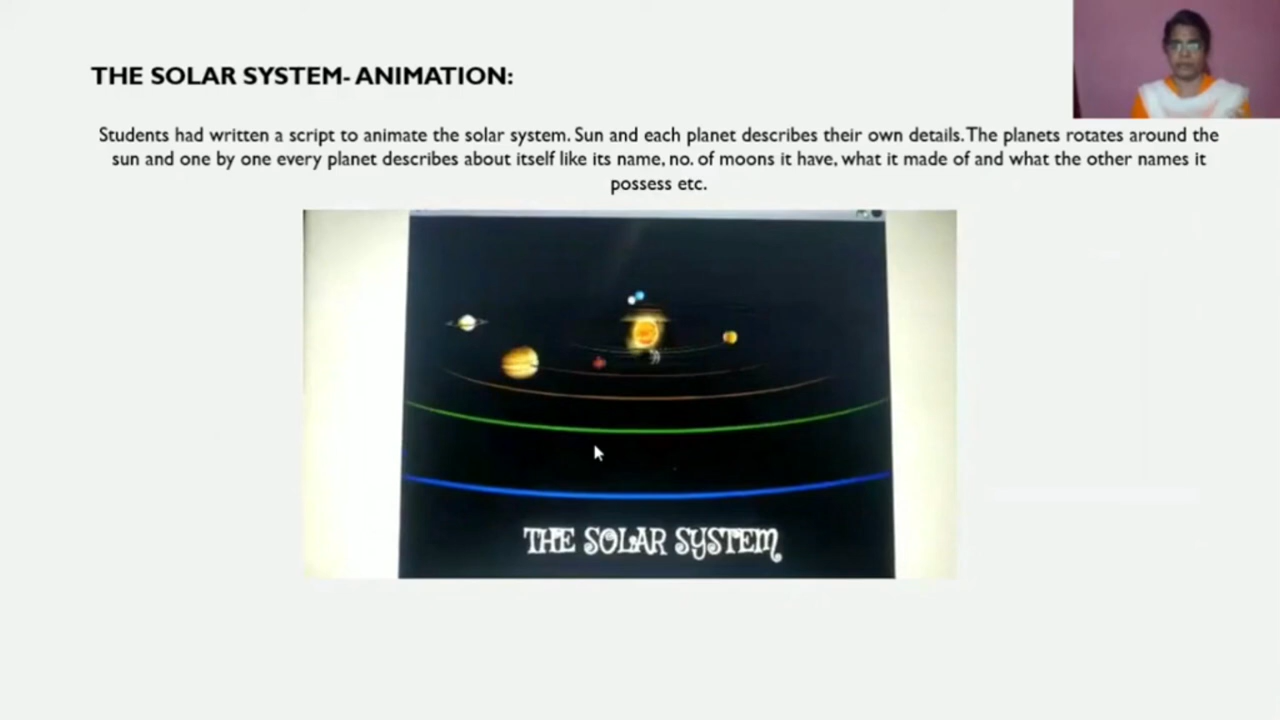 THE SOLAR SYSTEM- ANIMATION:
Students had written a script to animate the solar system. Sun and each planet describes their own details. The planets rotates around the
sun and one by one every planet describes about itself like its name, no. of moons it have, what it made of and what the other names it
possess etc.
THE SOLAR SYSTEM